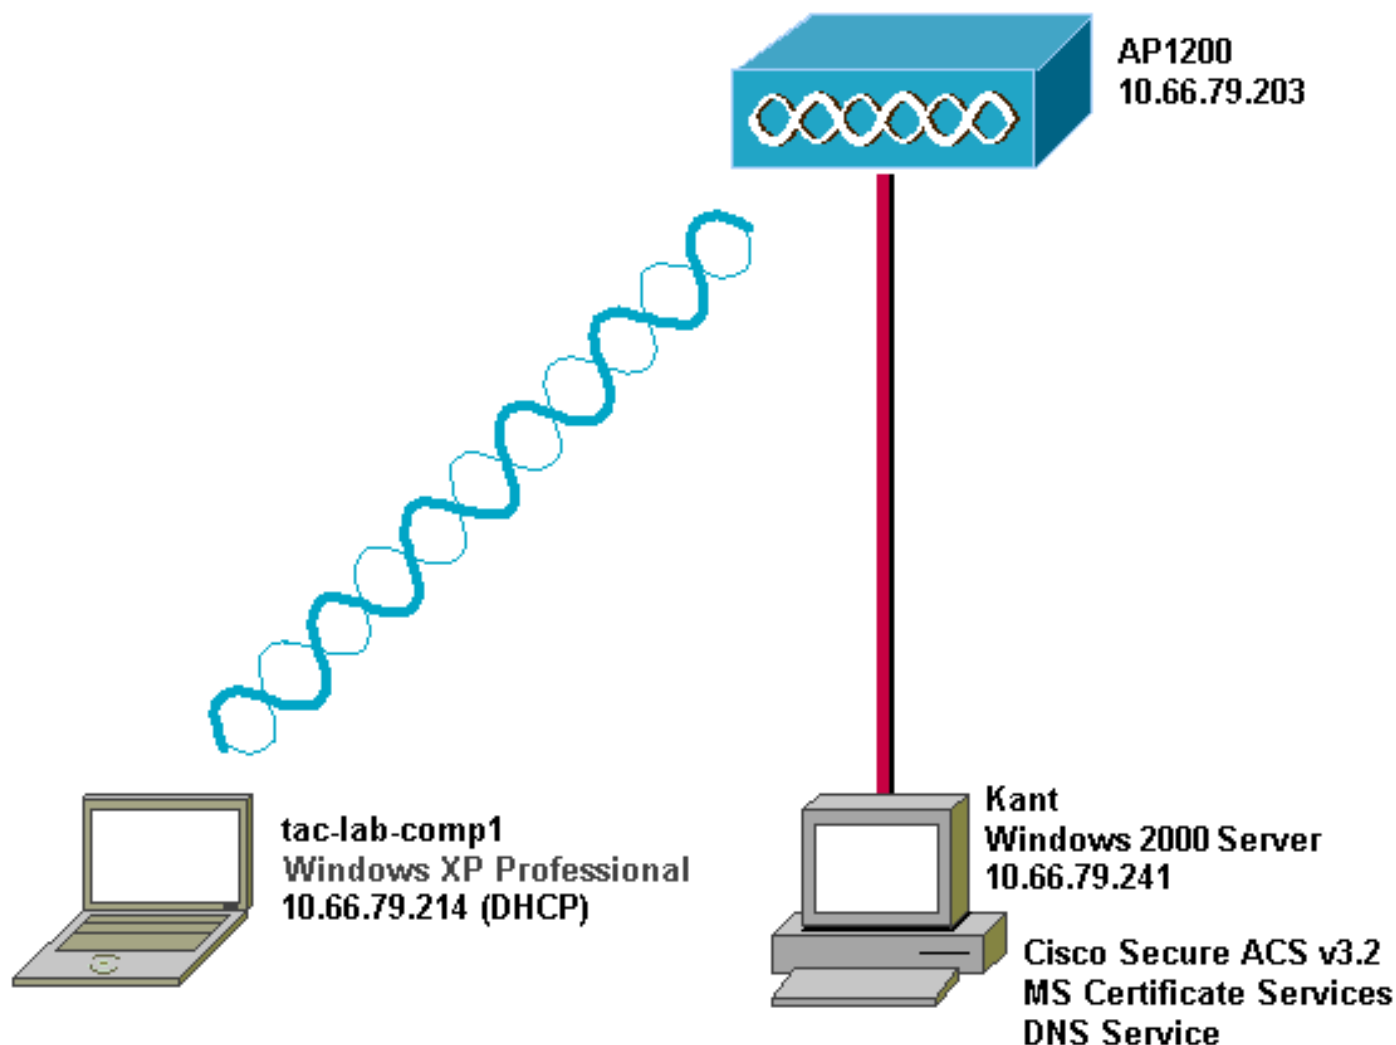 AP1200
10.66.79.203
tac-lab-comp1
Windows XP Professional
10.66.79.214 (DHCP)
Kant
Windows 2000 Server
10.66.79.241
Cisco Secure ACS v3.2
MS Certificate Services
DNS Service